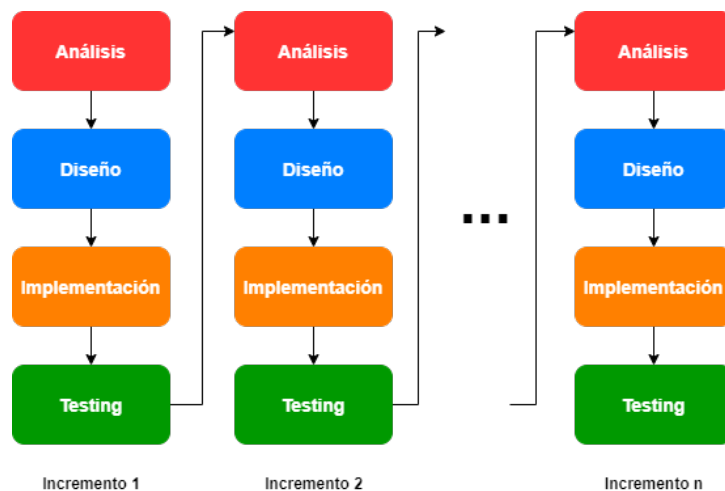 Análisis
Análisis
Análisis
Diseño
Diseño
Diseño
...
Implementación
Implementación
Implementación
Testing
Testing
Testing
Incremento 1
Incremento 2
Incremento n